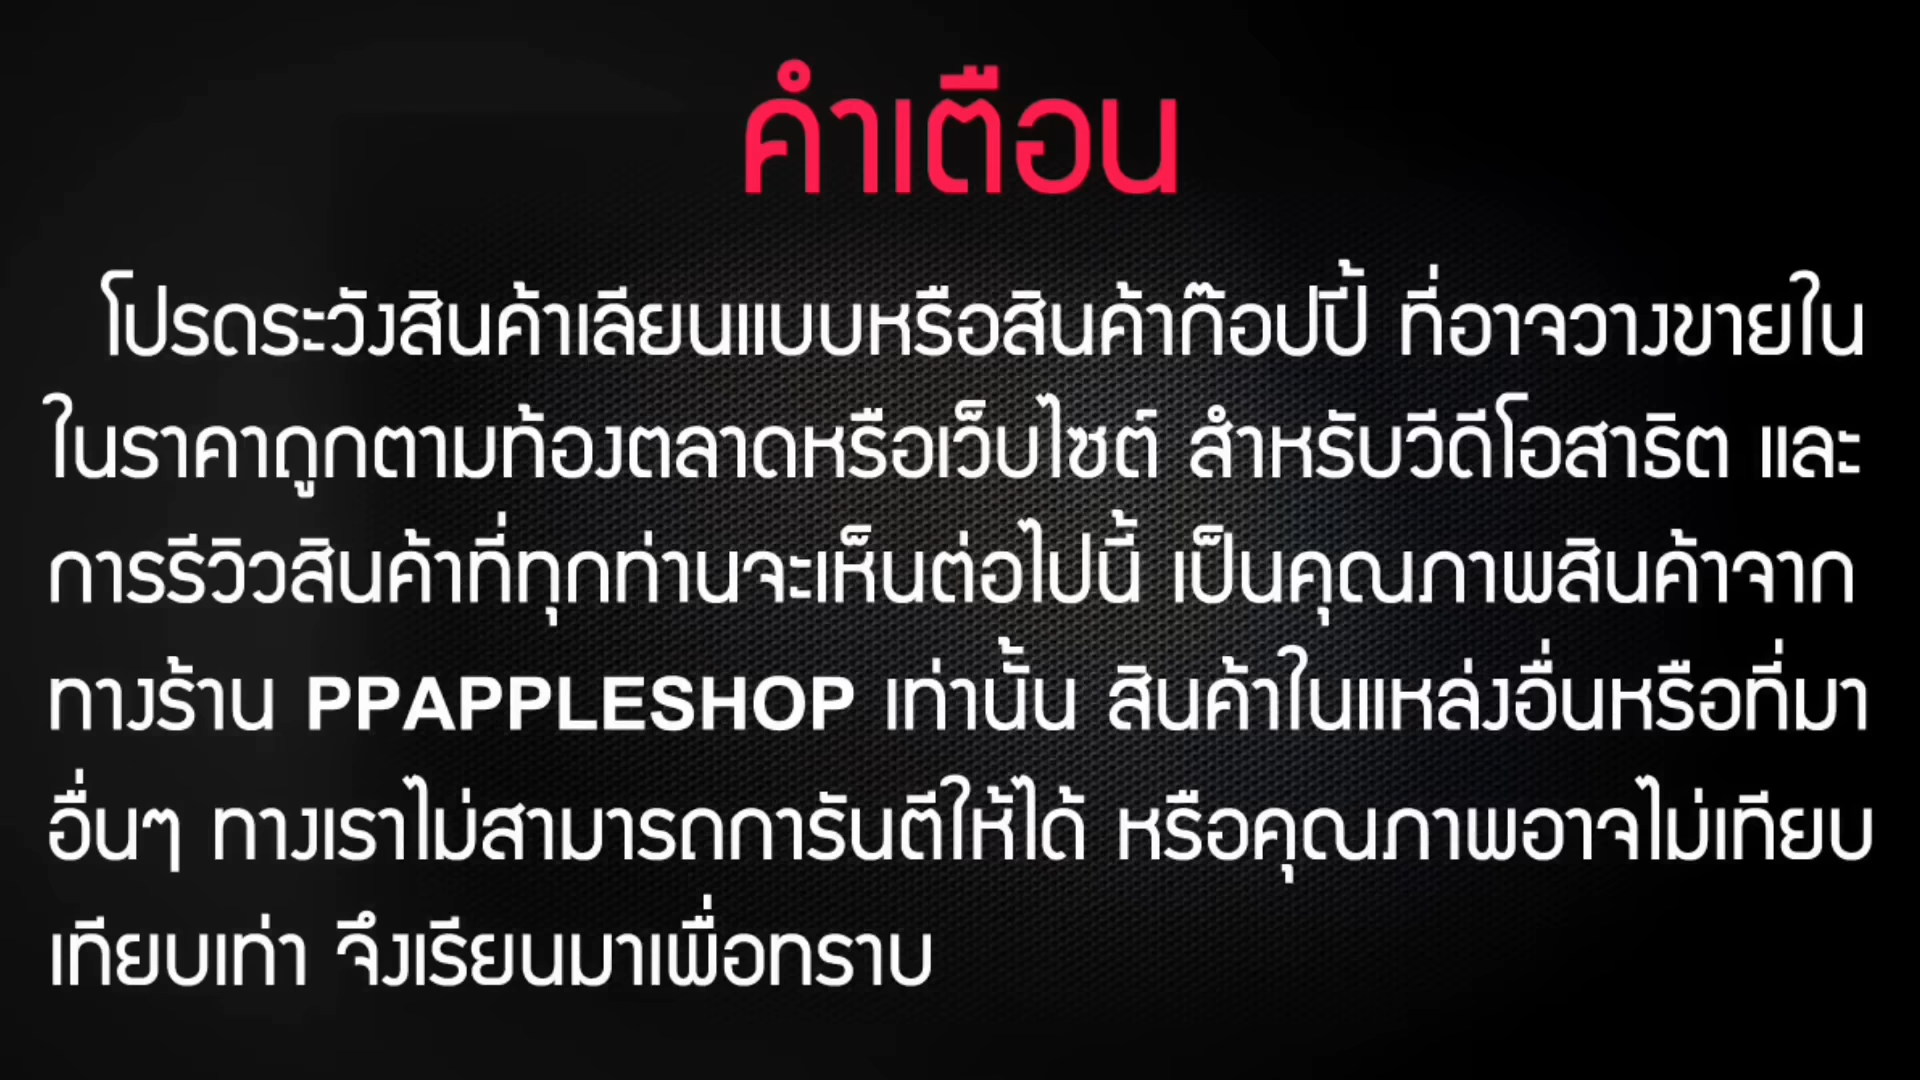 คำเตือน
โปรดระวังสินค้าเลียนแบบหรือสินค้าก๊อปปี้ ที่อาจวางขายใน
ในราคาถูกตามท้องตลาดหรือเว็บไซต์ สำหรับวีดีโอสาธิต และ
การรีวิวสินค้าที่ทุกท่านจะเห็นต่อไปนี้ เป็นคุณภาพสินค้าจาก
ทางร้าน PPAPPLESHOP เท่านั้น สินค้าในแหล่งอื่นหรือที่มา
อื่นๆ ทางเราไม่สามารถการันตีให้ได้ หรือคุณภาพอาจไม่เทียบ
เทียบเท่า จึงเรียนมาเพื่อทราบ